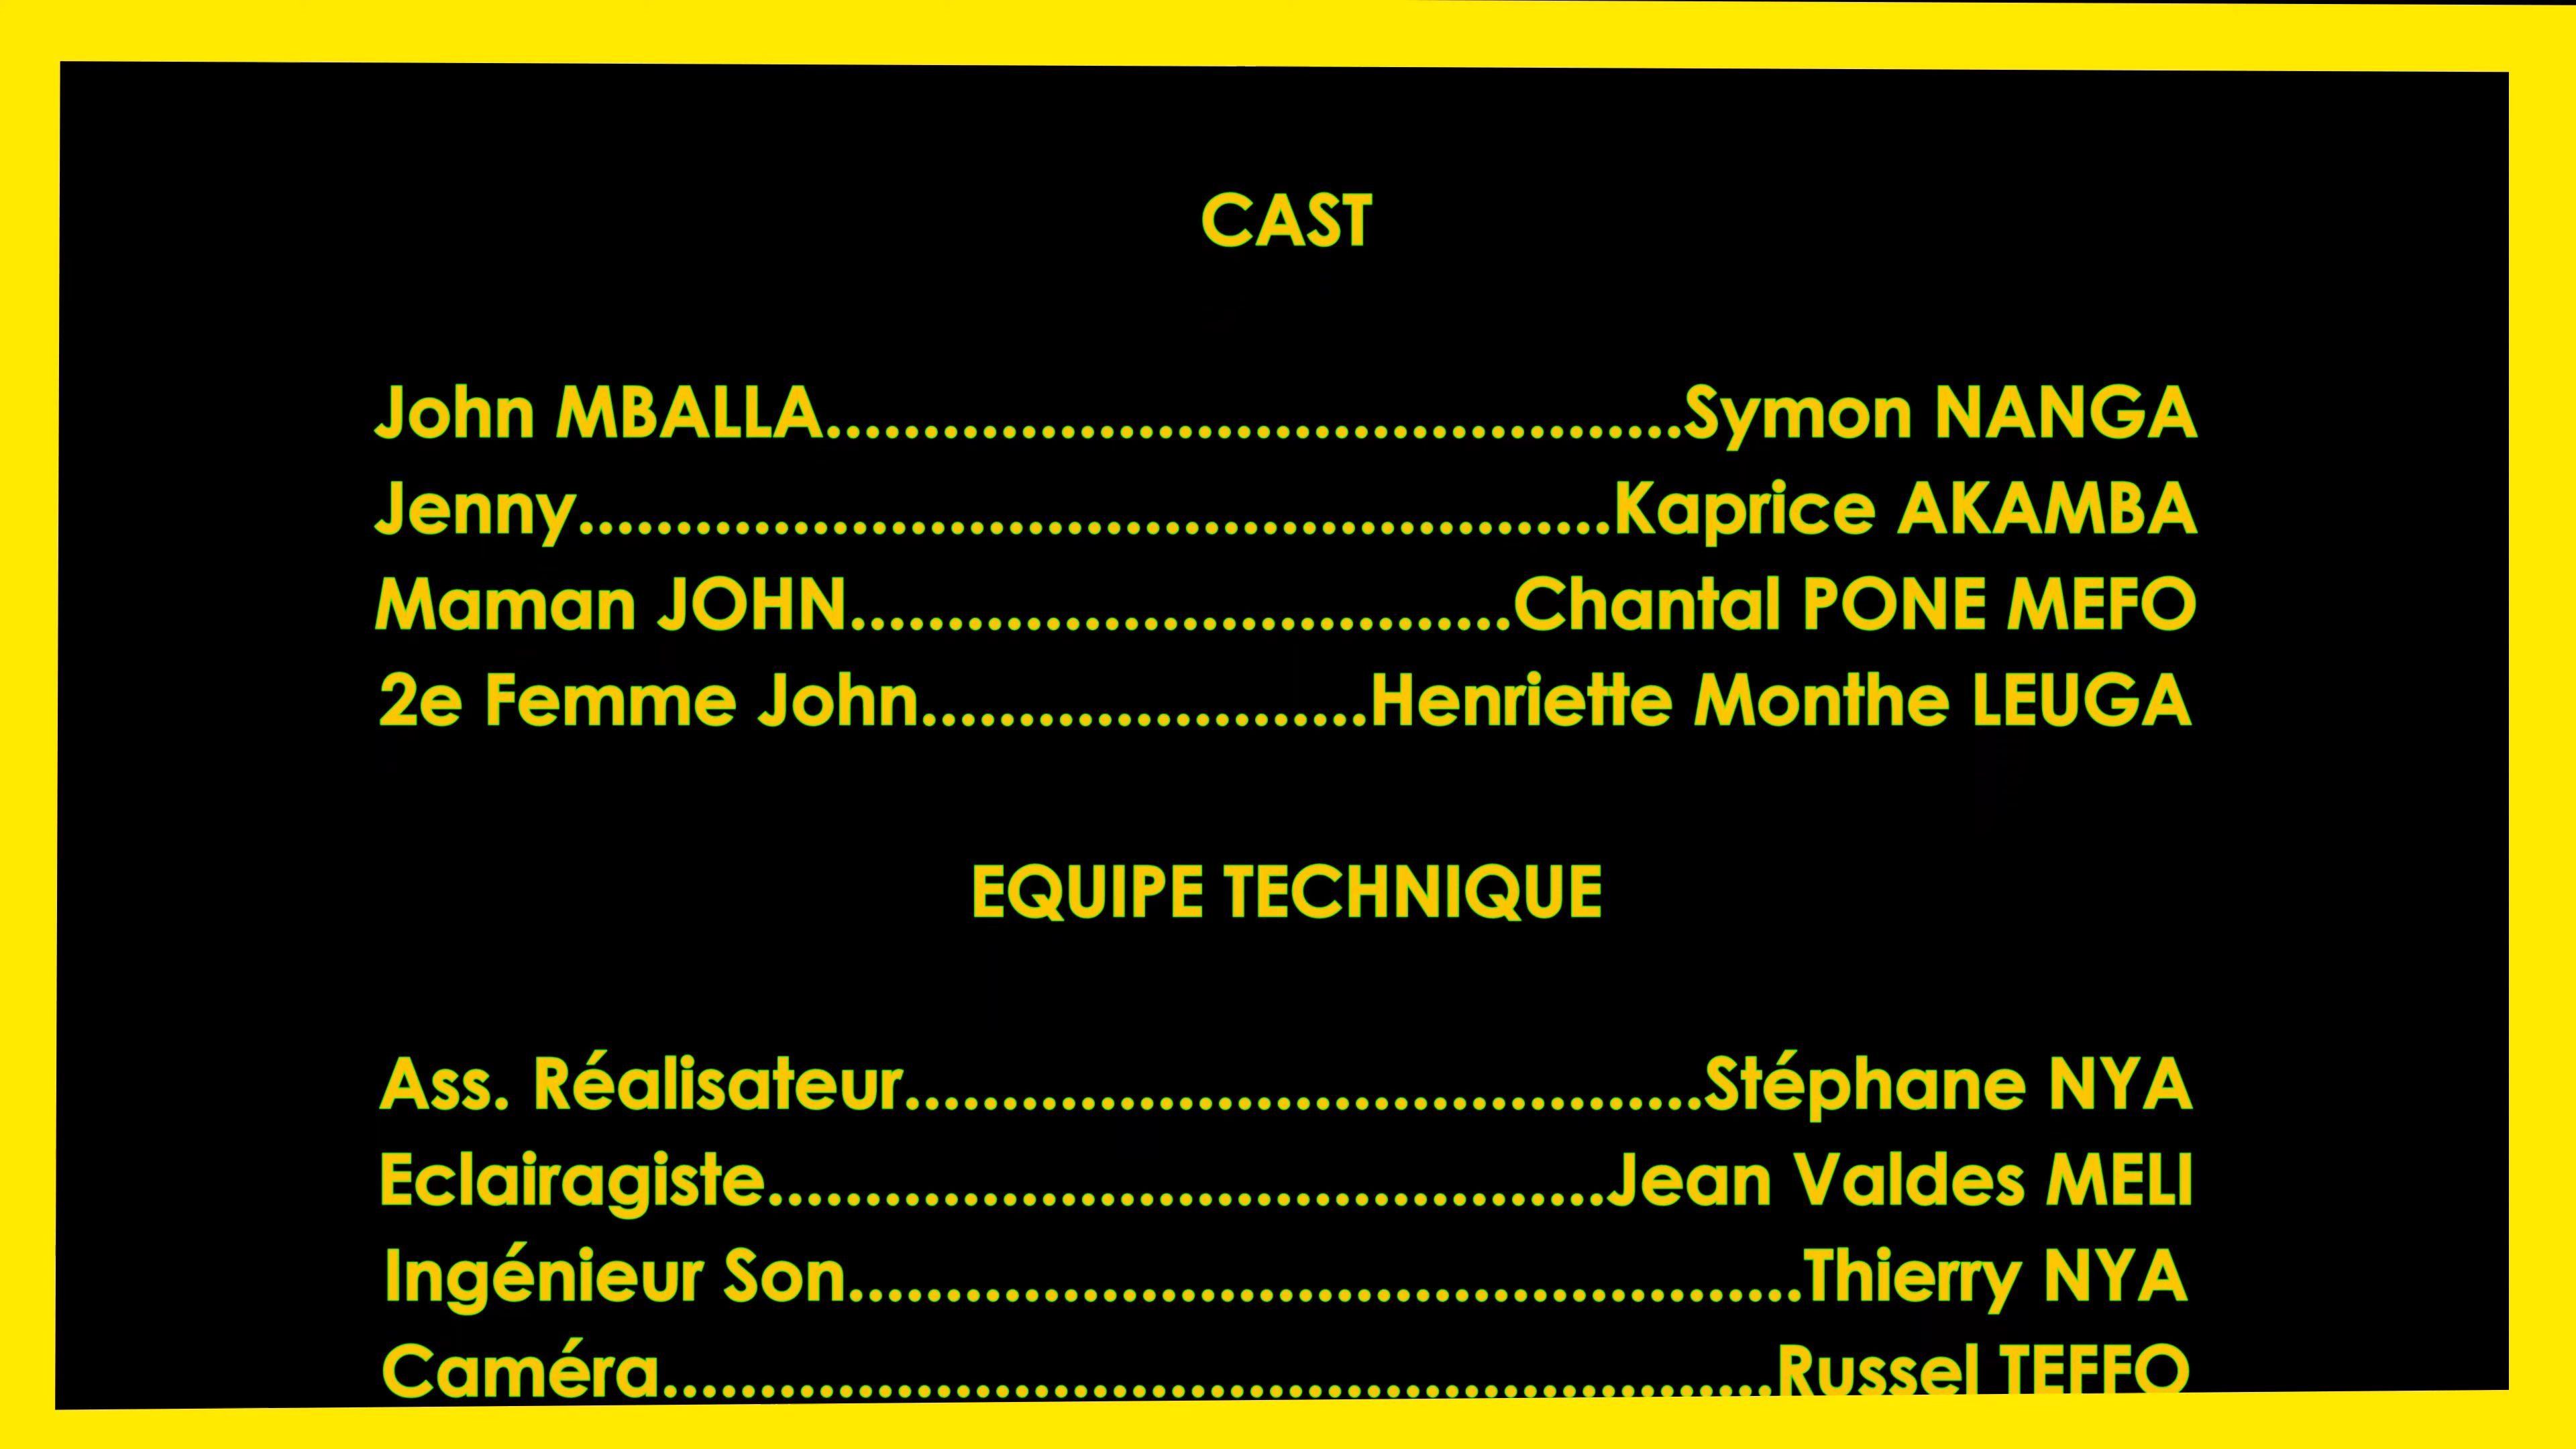 CAST
John MBALLA............................................Symon NANGA
Jenny.....................................................Kaprice AKAMBA
Maman JOHN..................................Chantal PONE MEFO
2e Femme John.......................Henriette Monthe LEUGA
EQUIPE TECHNIQUE
Ass. Réalisateur.........................................Stéphane NYA
Eclairagiste...........................................Jean Valdes MELI
Ingénieur Son.................................................Thierry NYA
Caméra.........................................................Russel TEFFO